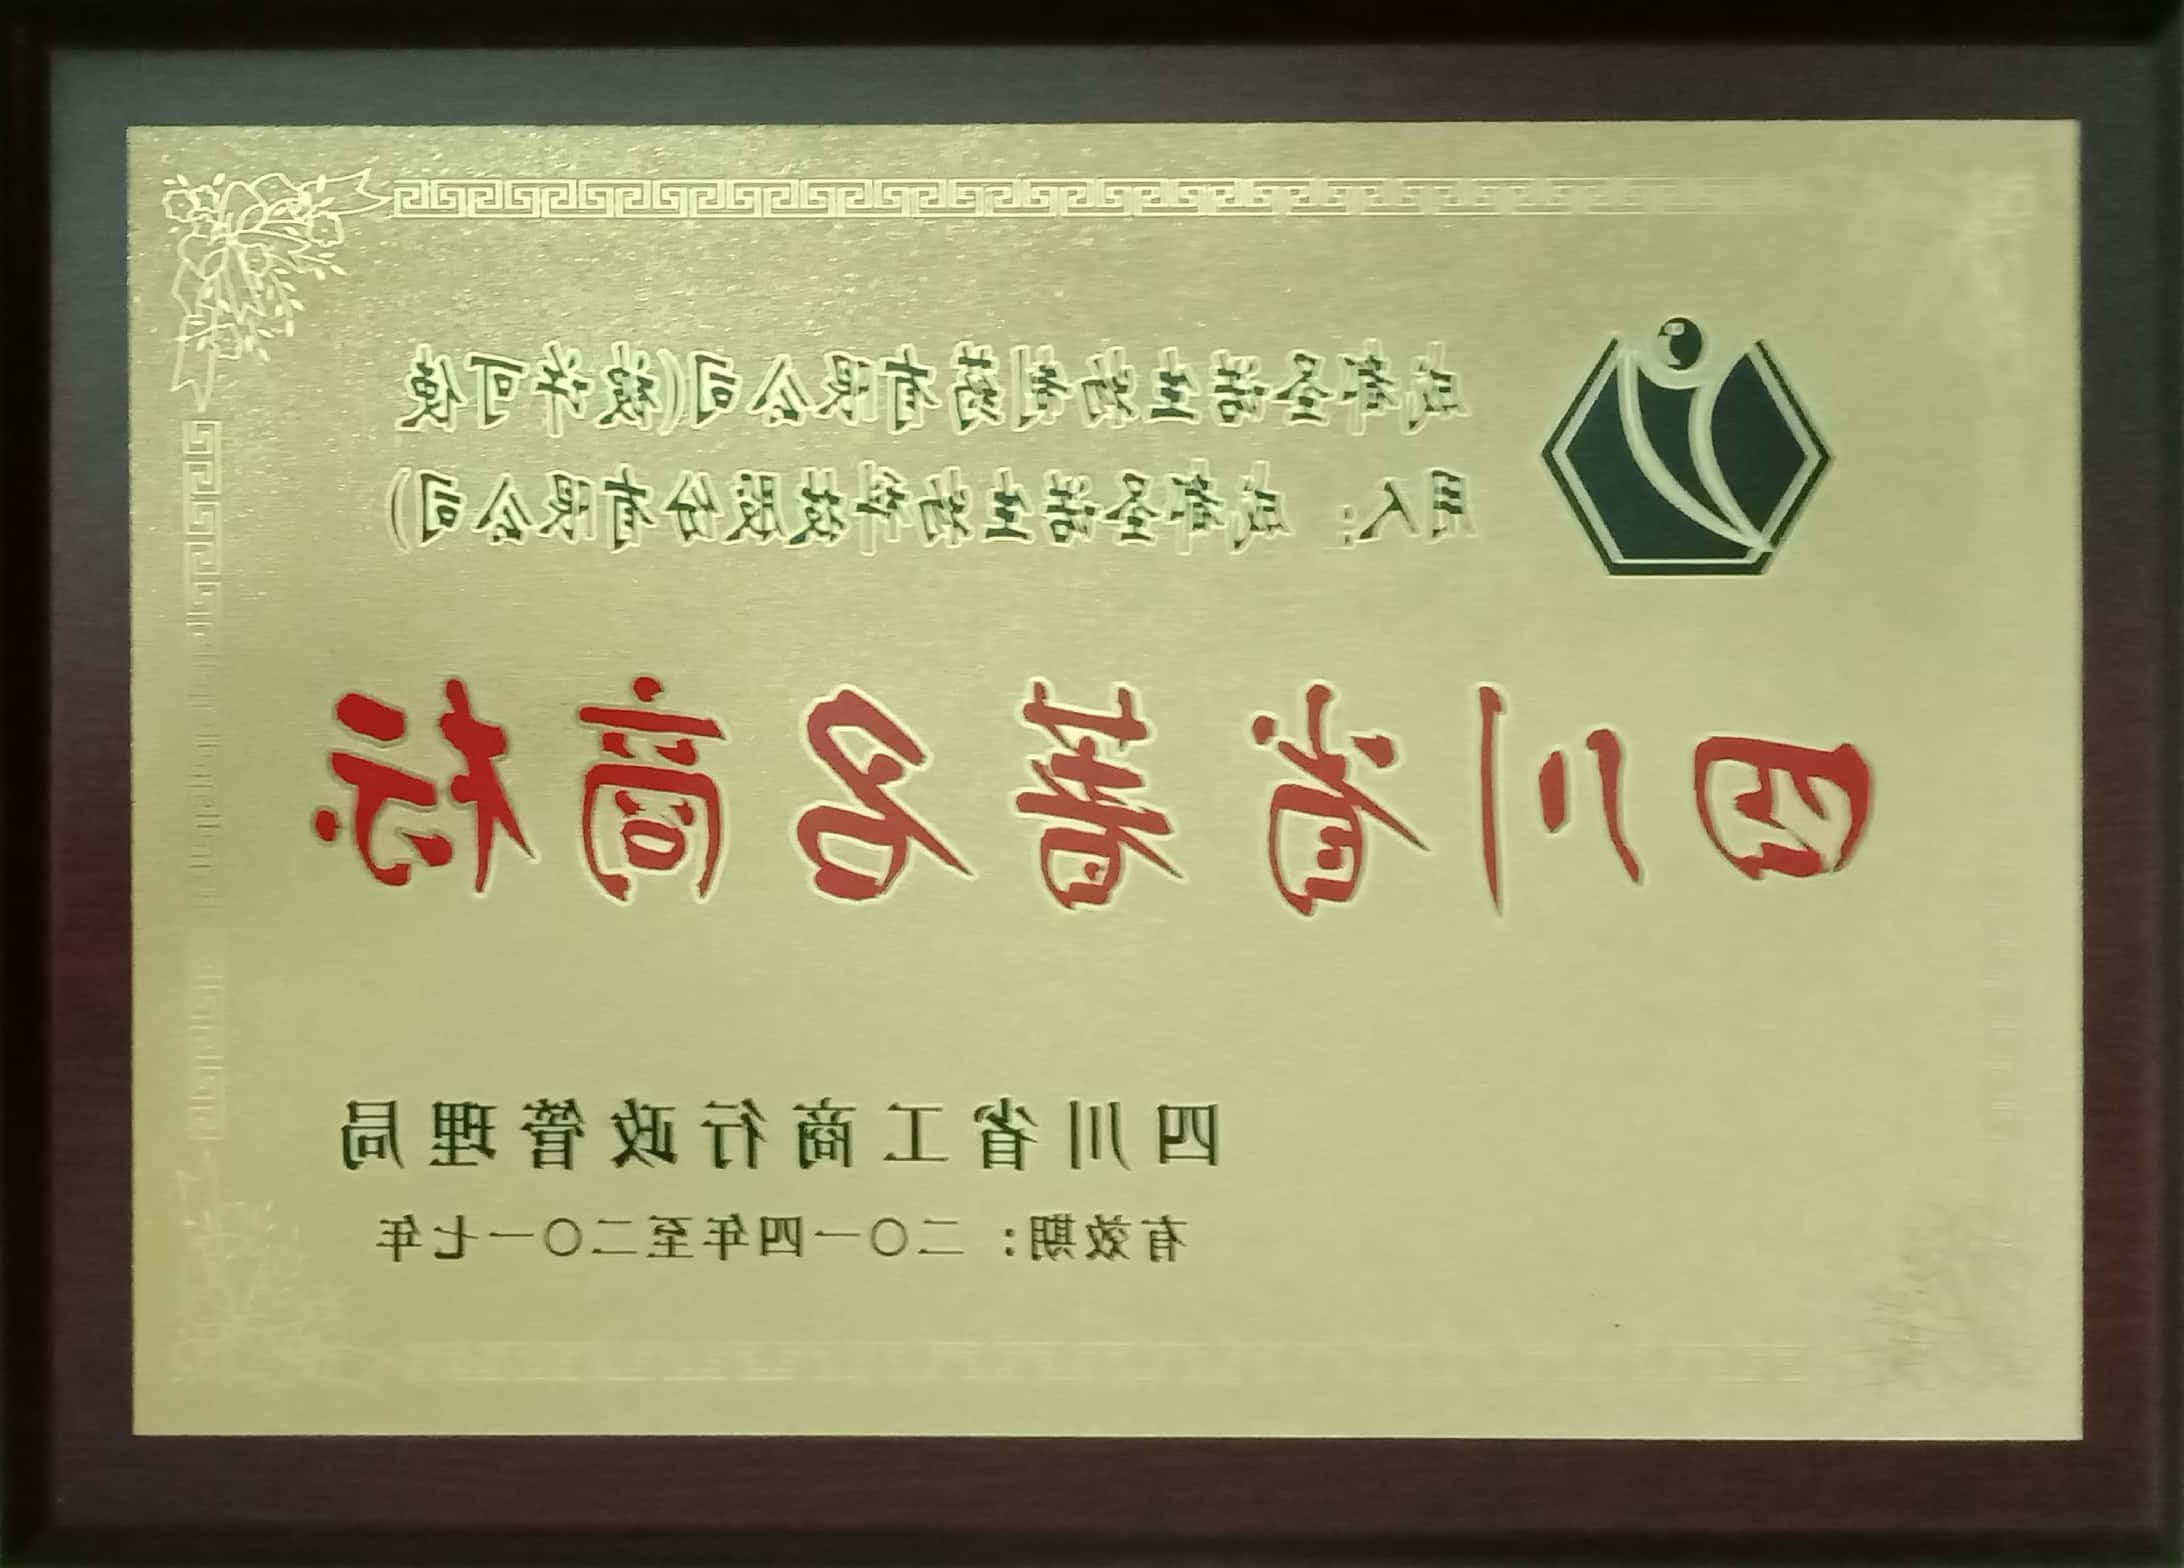 成都圣诺生物制药有限公司(被许可使
用人：成都圣诺生物科技股份有限公司)
四川省著名商标
四川省工商行政管理局
有效期：二〇一四年至二〇一七年